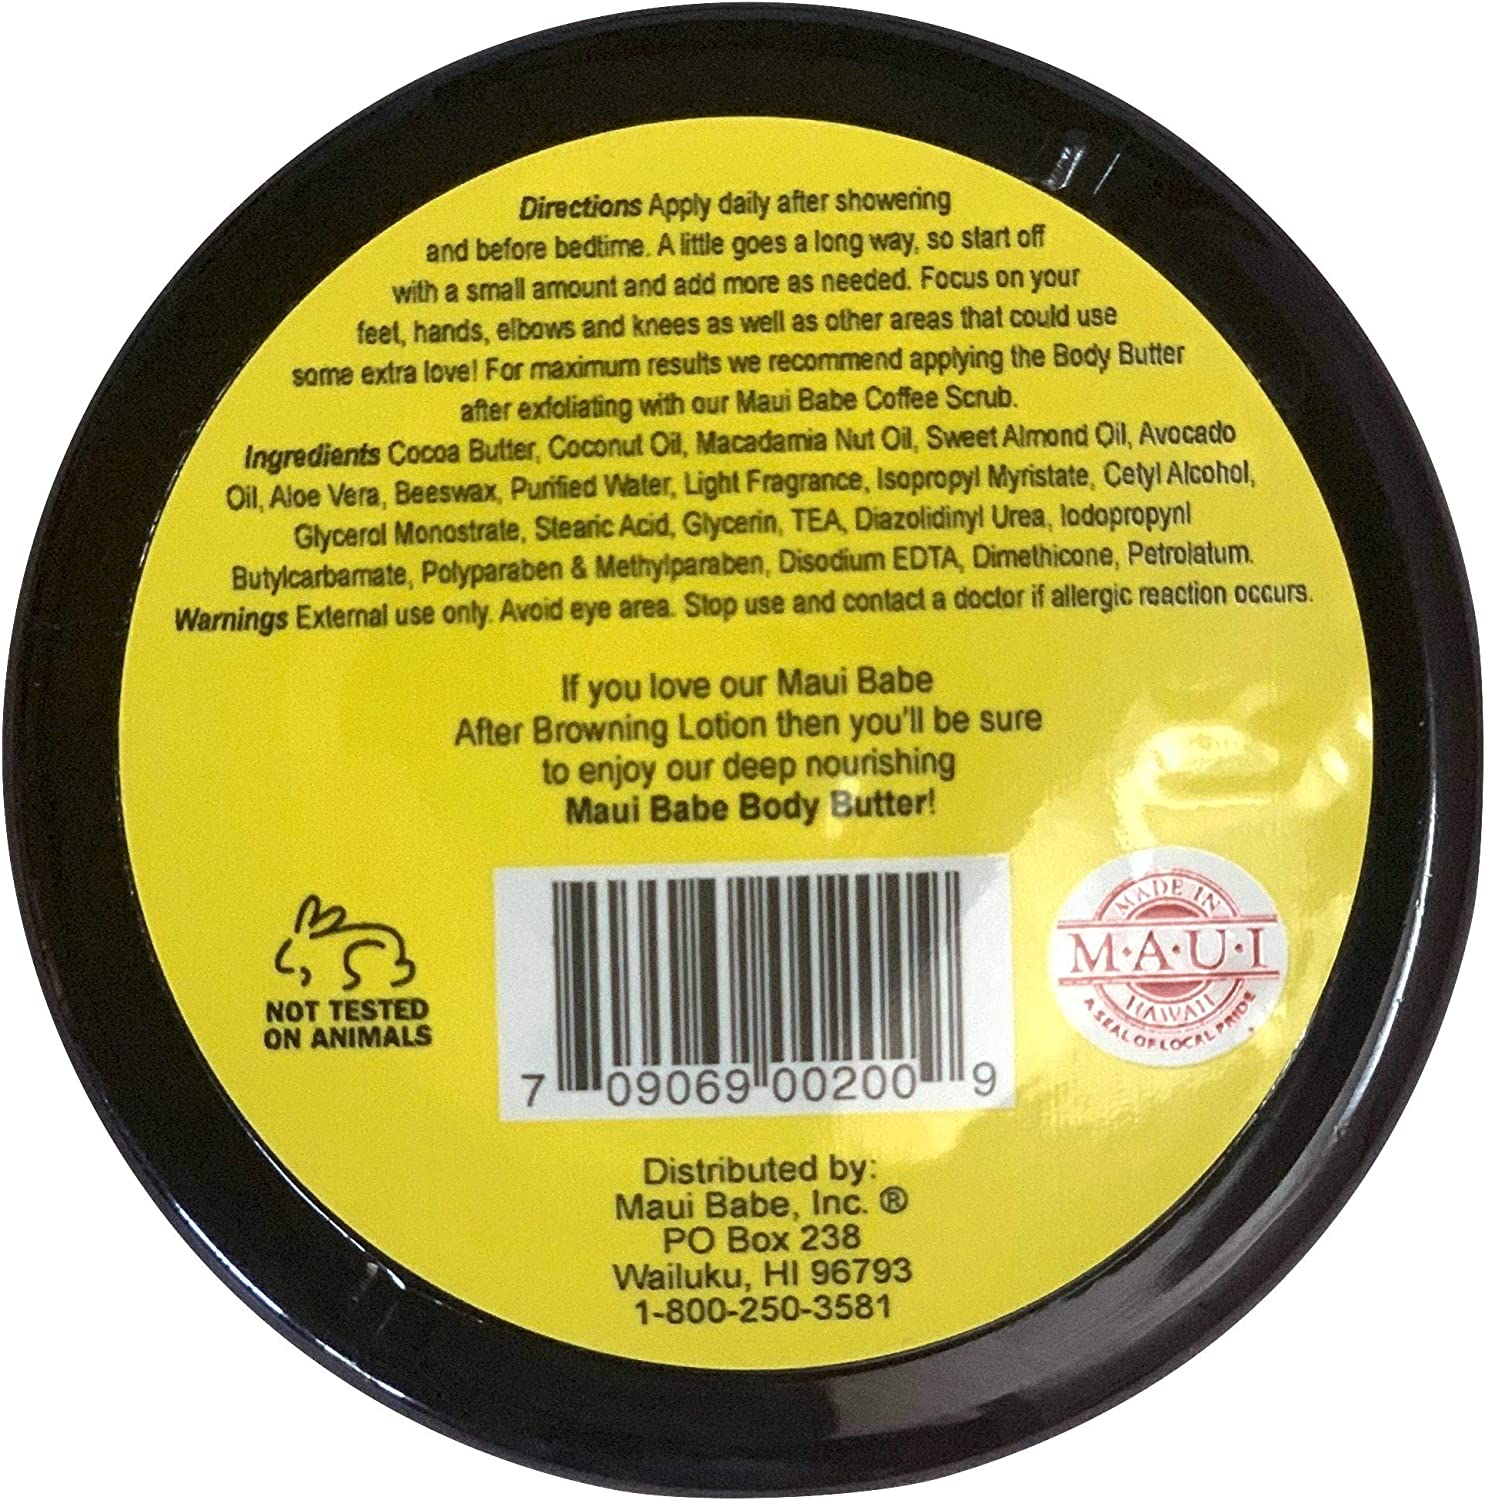 Directions Apply daily after showering
and before bedtime. A little goes a long way, so start off
with a small amount and add more as needed. Focus on your
feet, hands, elbows and knees as well as other areas that could use
some extra love! For maximum results we recommend applying the Body Butter
after exfoliating with our Maui Babe Coffee Scrub.
Ingredients Cocoa Butter, Coconut Oil, Macadamia Nut Oil, Sweet Almond Oil, Avocado
Oil, Aloe Vera, Beeswax, Purified Water, Light Fragrance, Isopropyl Myristate, Cetyl Alcohol,
Glycerol Monostrate, Stearic Acid, Glycerin, TEA, Diazolidinyl Urea, Iodopropynl
Butylcarbamate, Polyparaben & Methylparaben, Disodium EDTA, Dimethicone, Petrolatum.
Warnings External use only. Avoid eye area. Stop use and contact a doctor if allergic reaction occurs.
If you love our Maui Babe
After Browning Lotion then you'll be sure
to enjoy our deep nourishing
Maui Babe Body Butter!
NOT TESTED
ON ANIMALS
7 09069 00200 9
MADE IN
M·A·U·I
HAWAII
A SEAL OF LOCAL PRIDE
Distributed by:
Maui Babe, Inc. ®
PO Box 238
Wailuku, HI 96793
1-800-250-3581